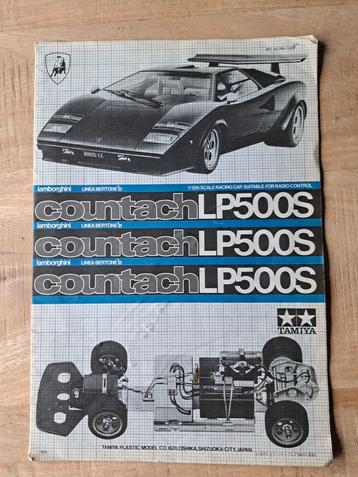 lamborghini LINEA BERTONE 1/12th SCALE RACING CAR SUITABLE FOR RADIO CONTROL
countach LP500S
lamborghini LINEA BERTONE
countach LP500S
lamborghini LINEA BERTONE
countach LP500S
TAMIYA
TAMIYA PLASTIC MODEL CO. 628, OSHIKA, SHIZUOKA-CITY, JAPAN.